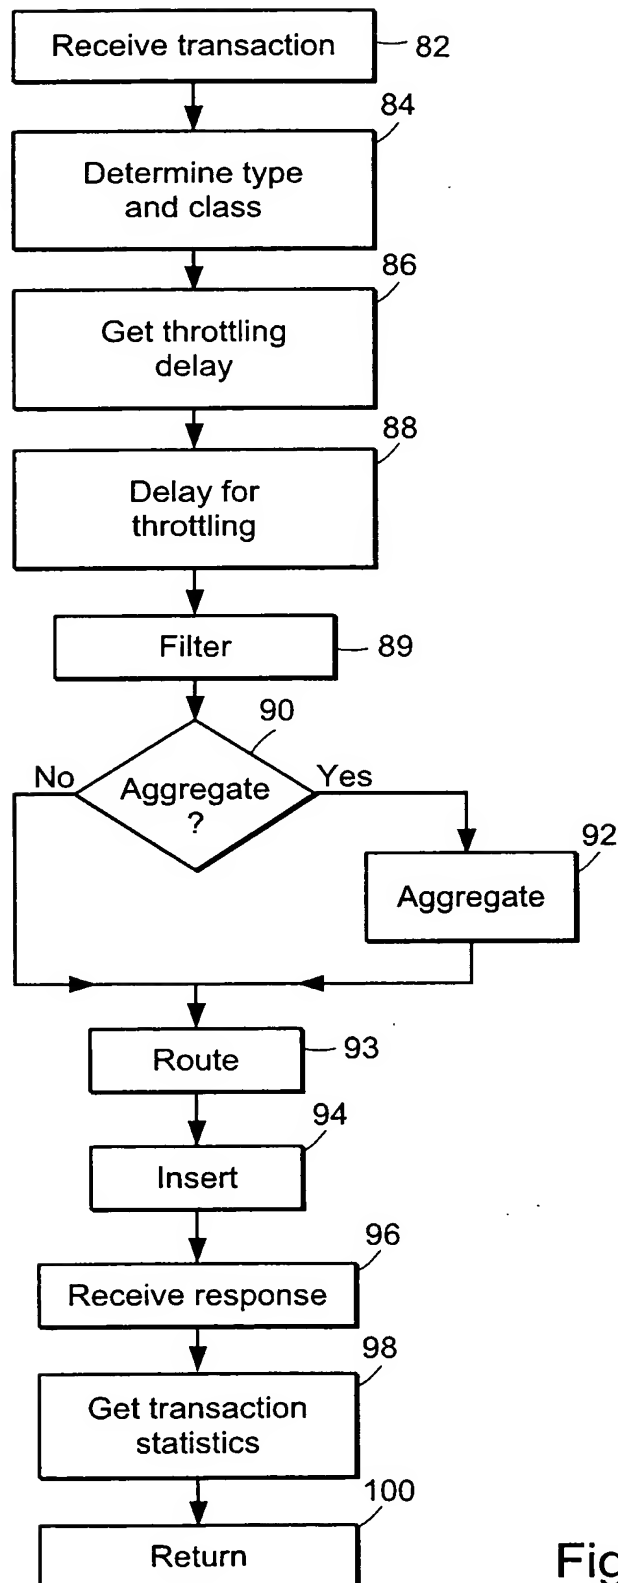 Receive transaction
82
84
Determine type
and class
86
Get throttling
delay
88
Delay for
throttling
Filter
89
90
No
Aggregate
?
Yes
92
Aggregate
Route
93
94
Insert
96
Receive response
98
Get transaction
statistics
100
Return
Fig